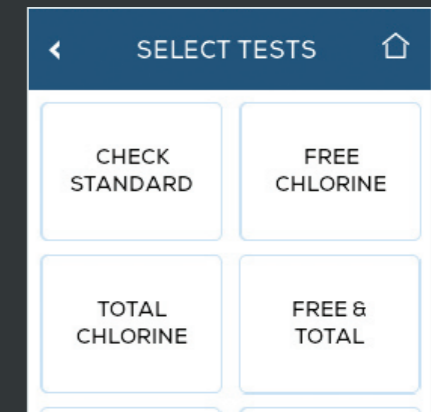 SELECT TESTS
CHECK
STANDARD
FREE
CHLORINE
TOTAL
CHLORINE
FREE &
TOTAL